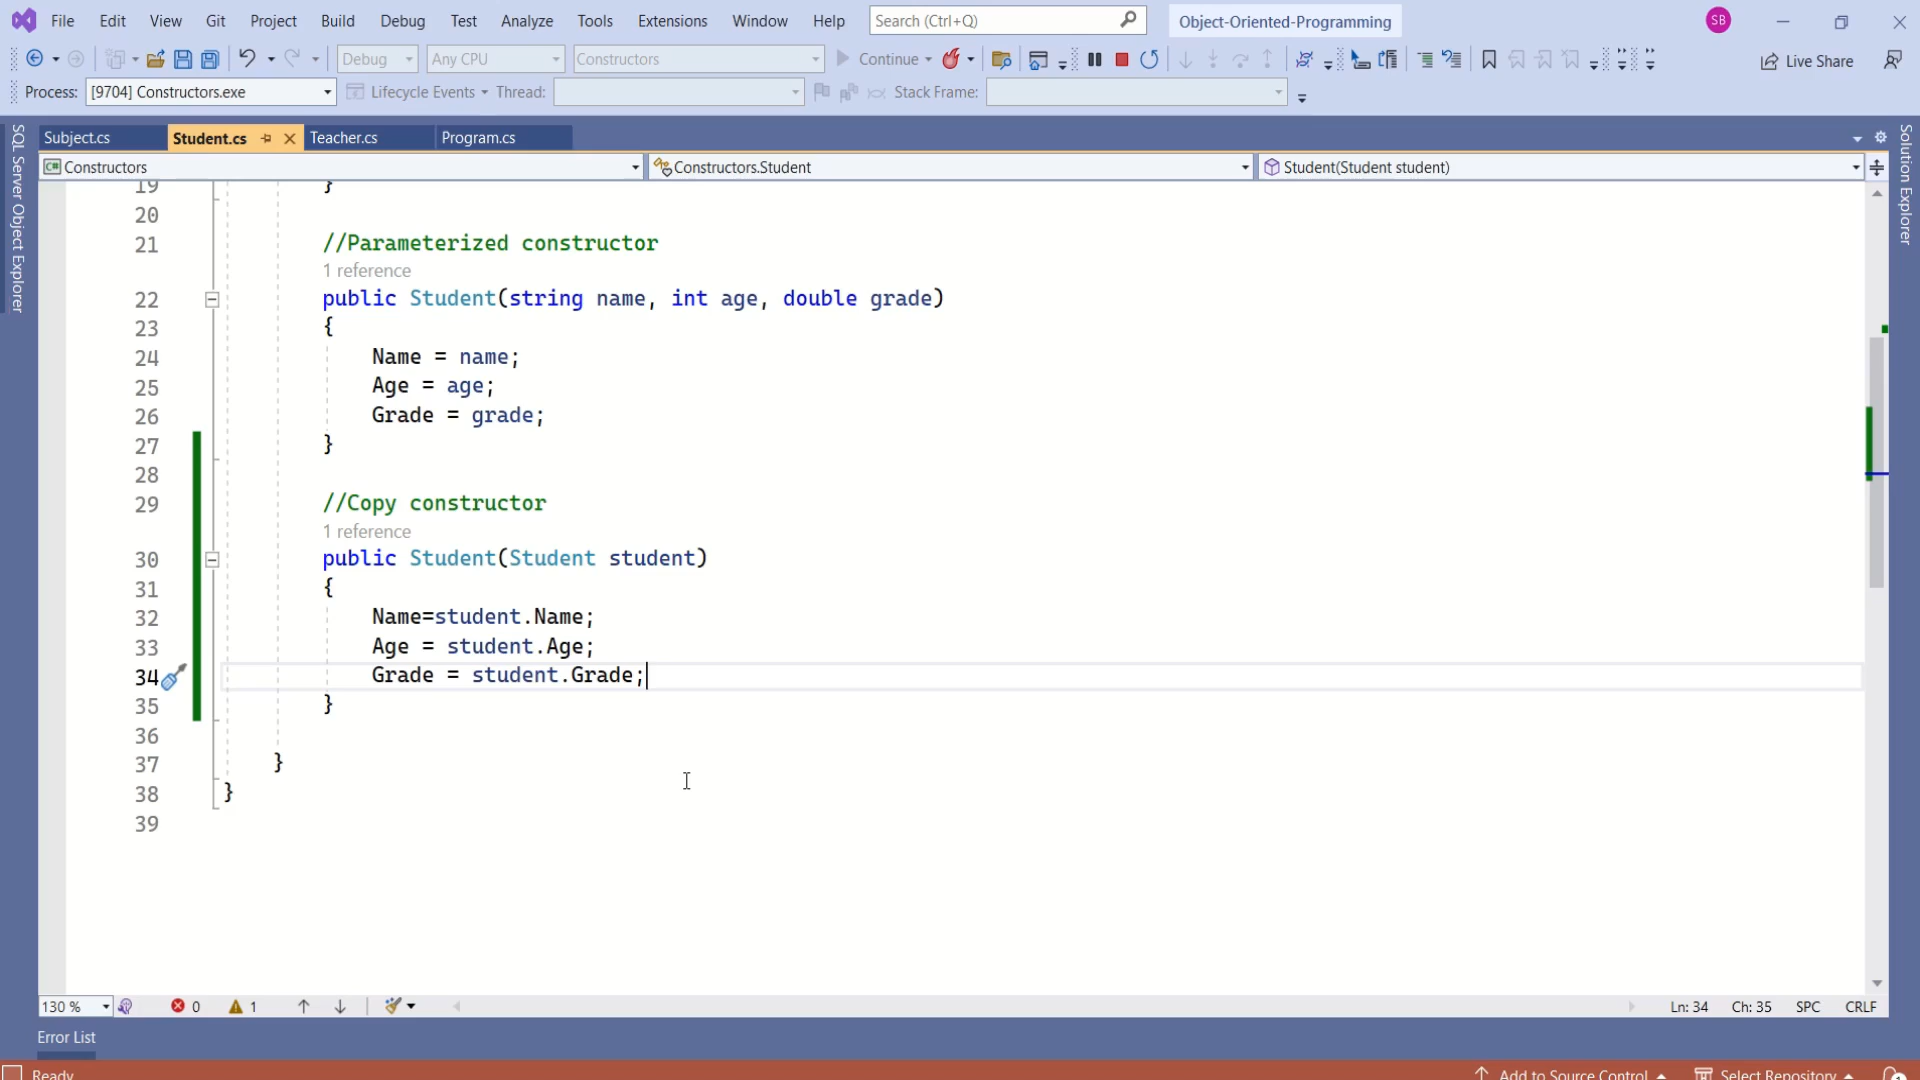 File Edit View Git Project Build Debug Test Analyze Tools Extensions Window Help Search (Ctrl+Q) Object-Oriented-Programming SB
Debug Any CPU Constructors Continue Live Share
Process: [9704] Constructors.exe Lifecycle Events Thread: Stack Frame:
Subject.cs Student.cs Teacher.cs Program.cs
SQL Server Object Explorer
Solution Explorer
C# Constructors Constructors.Student Student(Student student)
19 }
20
21 //Parameterized constructor
1 reference
22 public Student(string name, int age, double grade)
23 {
24 Name = name;
25 Age = age;
26 Grade = grade;
27 }
28
29 //Copy constructor
1 reference
30 public Student(Student student)
31 {
32 Name=student.Name;
33 Age = student.Age;
34 Grade = student.Grade;
35 }
36
37 }
38 }
39
130 % 0 1 Ln: 34 Ch: 35 SPC CRLF
Error List
Ready Add to Source Control Select Repository